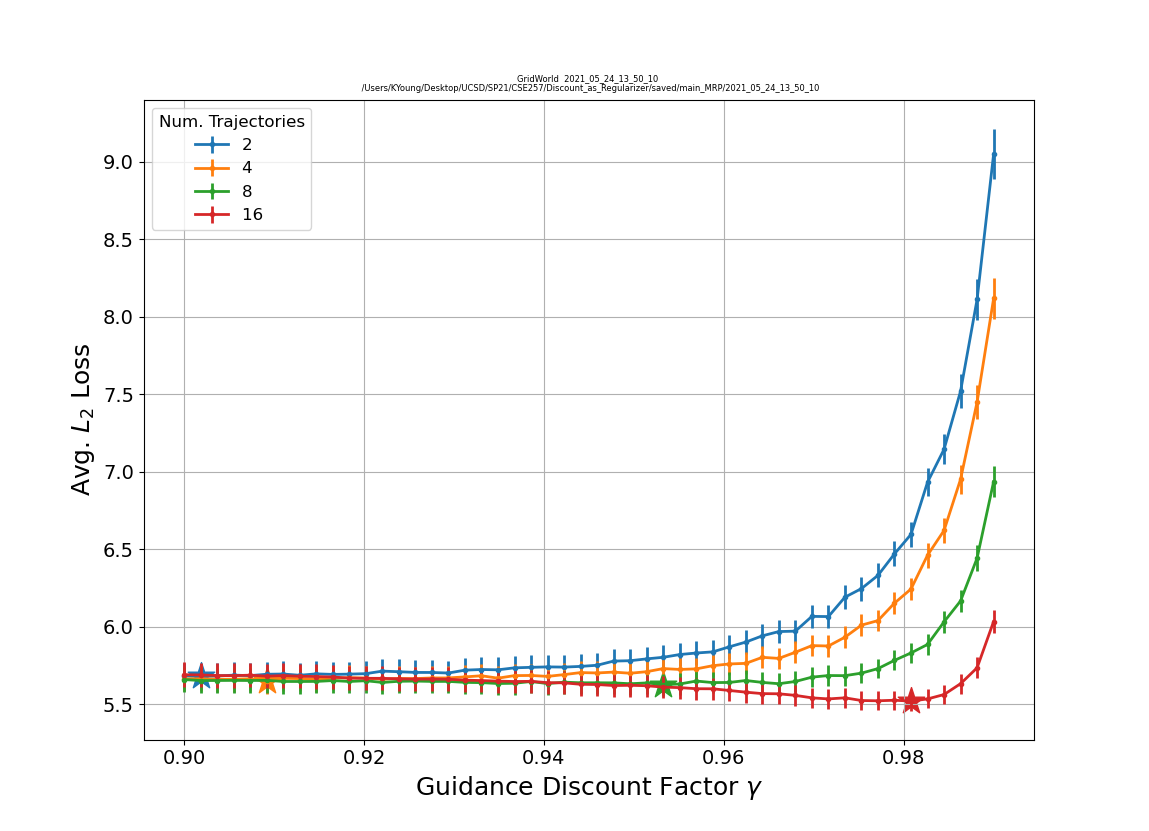 GridWorld 2021_05_24_13_50_10
/Users/KYoung/Desktop/UCSD/SP21/CSE257/Discount_as_Regularizer/saved/main_MRP/2021_05_24_13_50_10
Num. Trajectories
2
4
8
16
Avg. L₂ Loss
9.0
8.5
8.0
7.5
7.0
6.5
6.0
5.5
0.90 0.92 0.94 0.96 0.98
Guidance Discount Factor γ